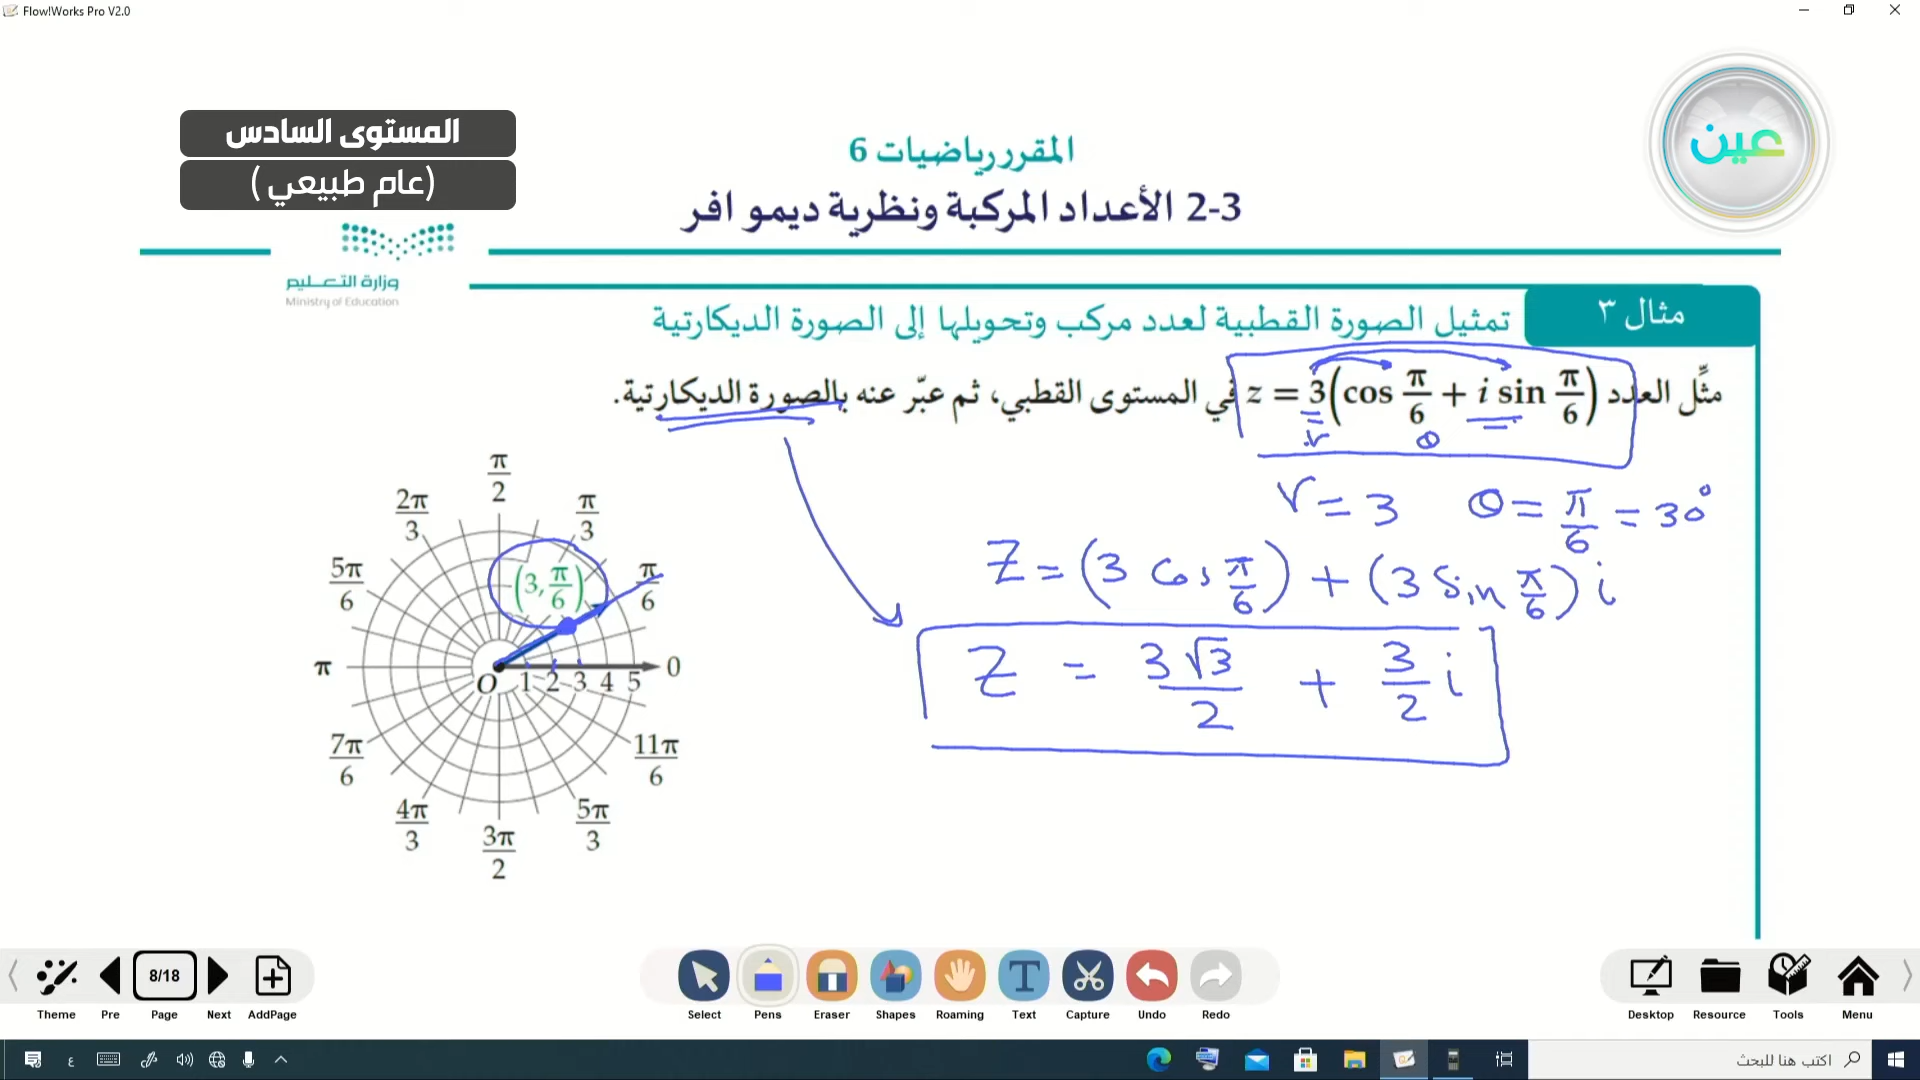 Flow!Works Pro V2.0
المستوى السادس
(عام طبيعي)
عين
المقرر رياضيات 6
2-3 الأعداد المركبة ونظرية ديمو افر
وزارة التعليم
Ministry of Education
مثال ٣
تمثيل الصورة القطبية لعدد مركب وتحويلها إلى الصورة الديكارتية
مثِّل العدد z = 3(cos π/6 + i sin π/6) في المستوى القطبي، ثم عبّر عنه بالصورة الديكارتية.
r θ
r = 3 θ = π/6 = 30°
Z = (3 cos π/6) + (3 sin π/6) i
Z = 3√3/2 + 3/2 i
π/2
2π/3 π/3
5π/6 (3, π/6) π/6
π O 1 2 3 4 5 0
7π/6 11π/6
4π/3 5π/3
3π/2
8/18
Theme Pre Page Next AddPage
Select Pens Eraser Shapes Roaming Text Capture Undo Redo
Desktop Resource Tools Menu
ع
اكتب هنا للبحث